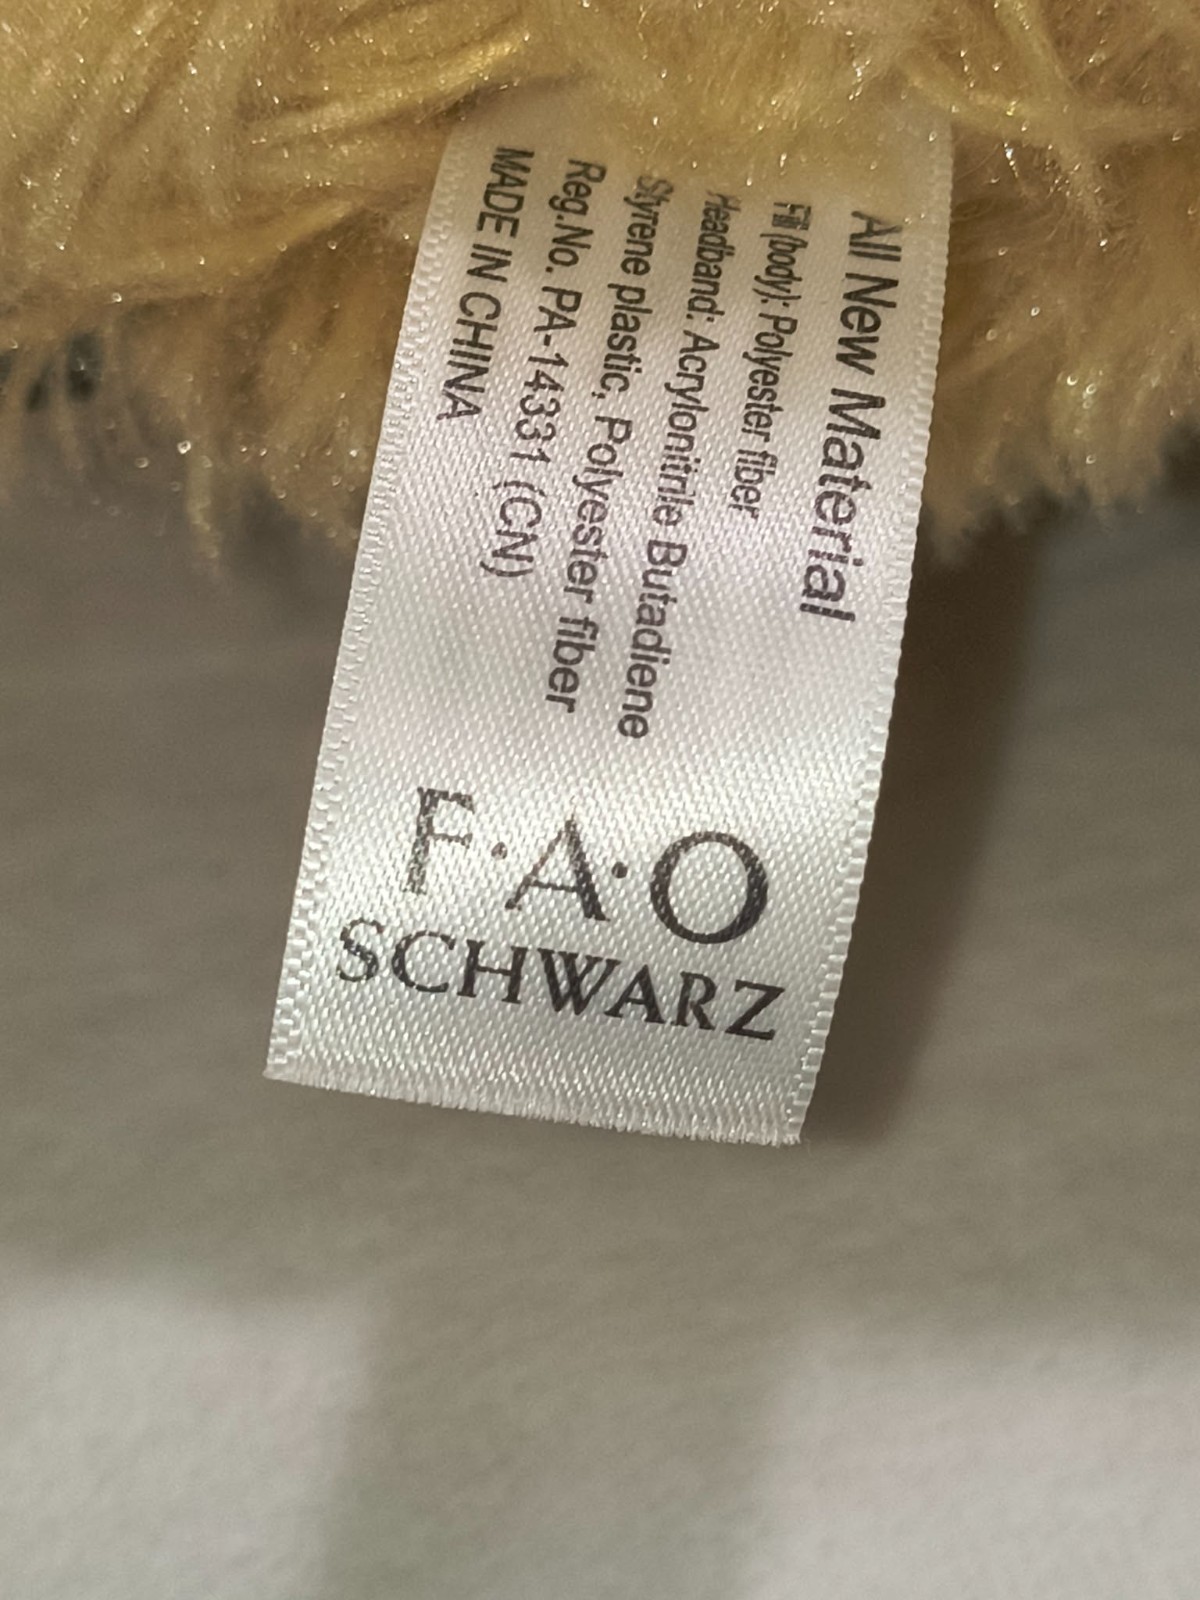 All New Material
Fill (body): Polyester fiber
Headband: Acrylonitrile Butadiene
Styrene plastic, Polyester fiber
Reg.No. PA-14331 (CN)
MADE IN CHINA
F·A·O
SCHWARZ